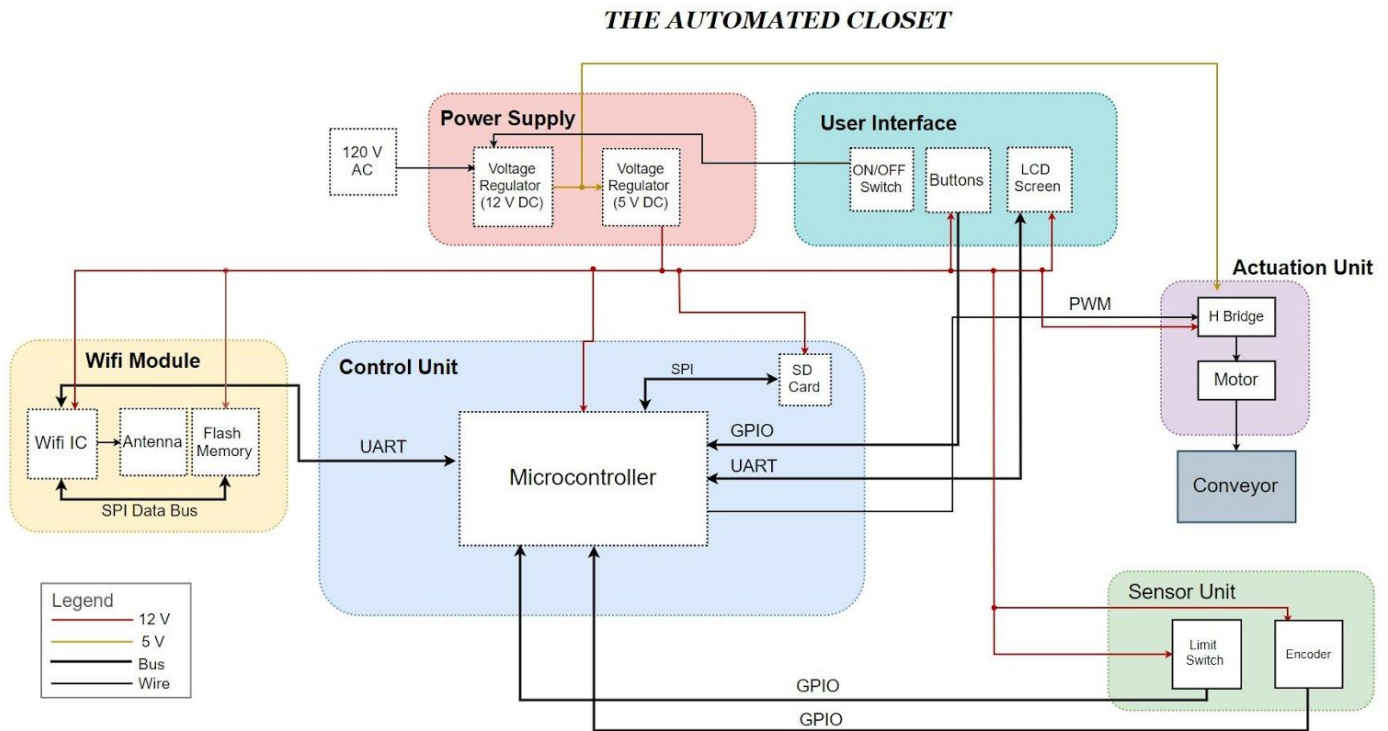 THE AUTOMATED CLOSET
Power Supply
120 V
AC
Voltage
Regulator
(12 V DC)
Voltage
Regulator
(5 V DC)
User Interface
ON/OFF
Switch
Buttons
LCD
Screen
Actuation Unit
PWM
H Bridge
Motor
Conveyor
Wifi Module
Wifi IC
Antenna
Flash
Memory
SPI Data Bus
UART
Control Unit
SPI
SD
Card
Microcontroller
GPIO
UART
Legend
12 V
5 V
Bus
Wire
Sensor Unit
Limit
Switch
Encoder
GPIO
GPIO